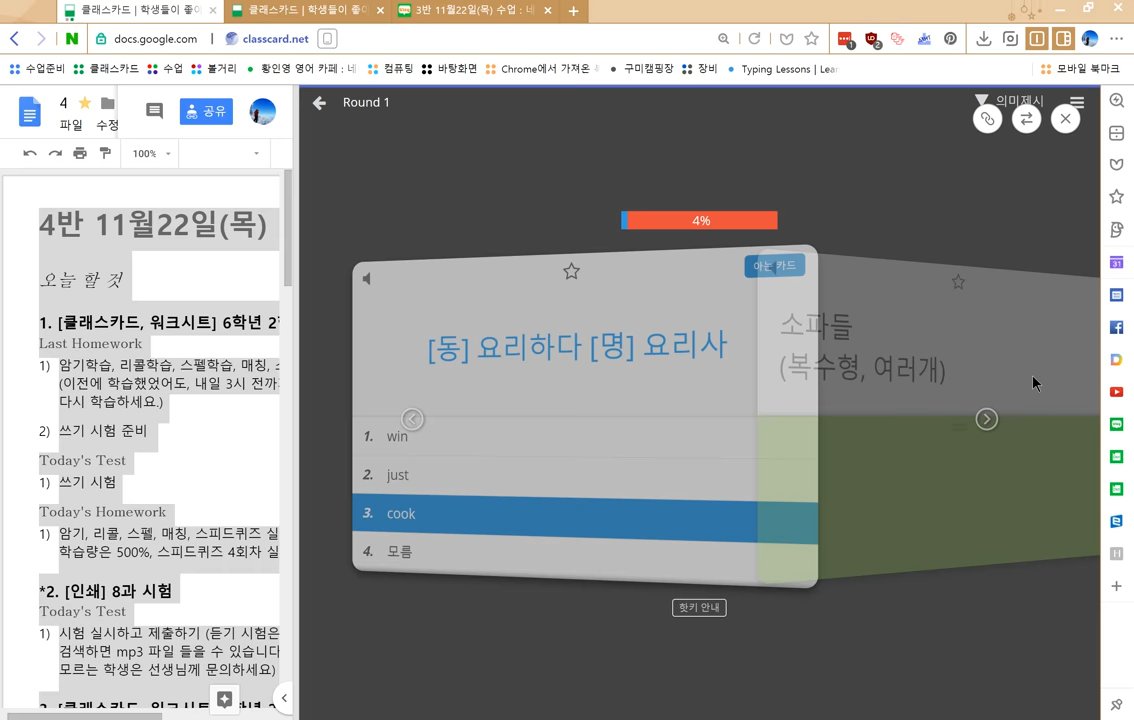 클래스카드 | 학생들이 좋아
클래스카드 | 학생들이 좋아
3반 11월22일(목) 수업 : 네
docs.google.com
classcard.net
수업준비
클래스카드
수업
볼거리
황인영 영어 카페 : 네
컴퓨팅
바탕화면
Chrome에서 가져온
구미캠핑장
장비
Typing Lessons | Lear
모바일 북마크
4
파일 수정
공유
100%
4반 11월22일(목)
오늘 할 것
1. [클래스카드, 워크시트] 6학년 2
Last Homework
1) 암기학습, 리콜학습, 스펠학습, 매칭,
(이전에 학습했었어도, 내일 3시 전까
다시 학습하세요.)
2) 쓰기 시험 준비
Today's Test
1) 쓰기 시험
Today's Homework
1) 암기, 리콜, 스펠, 매칭, 스피드퀴즈 실
학습량은 500%, 스피드퀴즈 4회차 실
*2. [인쇄] 8과 시험
Today's Test
1) 시험 실시하고 제출하기 (듣기 시험은
검색하면 mp3 파일 들을 수 있습니다
모르는 학생은 선생님께 문의하세요)
Round 1
의미제시
4%
아는 카드
[동] 요리하다 [명] 요리사
1. win
2. just
3. cook
4. 모름
소파들
(복수형, 여러개)
핫키 안내
1
2
31